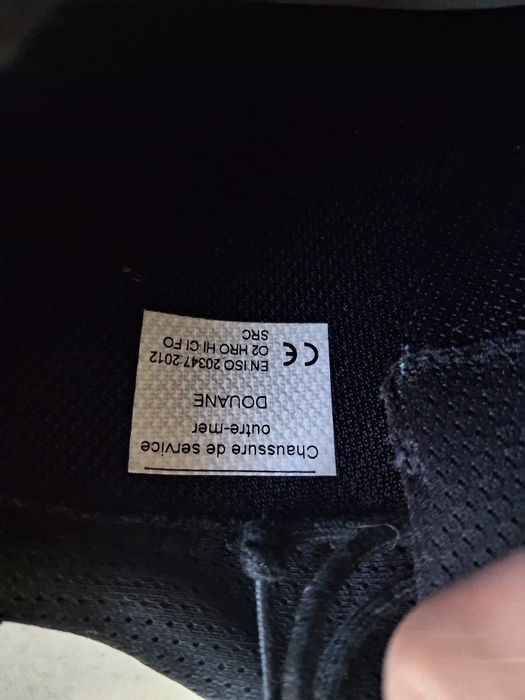 Chaussure de service
outre-mer
DOUANE
EN ISO 20347:2012
O2 HRO HI CI FO
SRC
CE